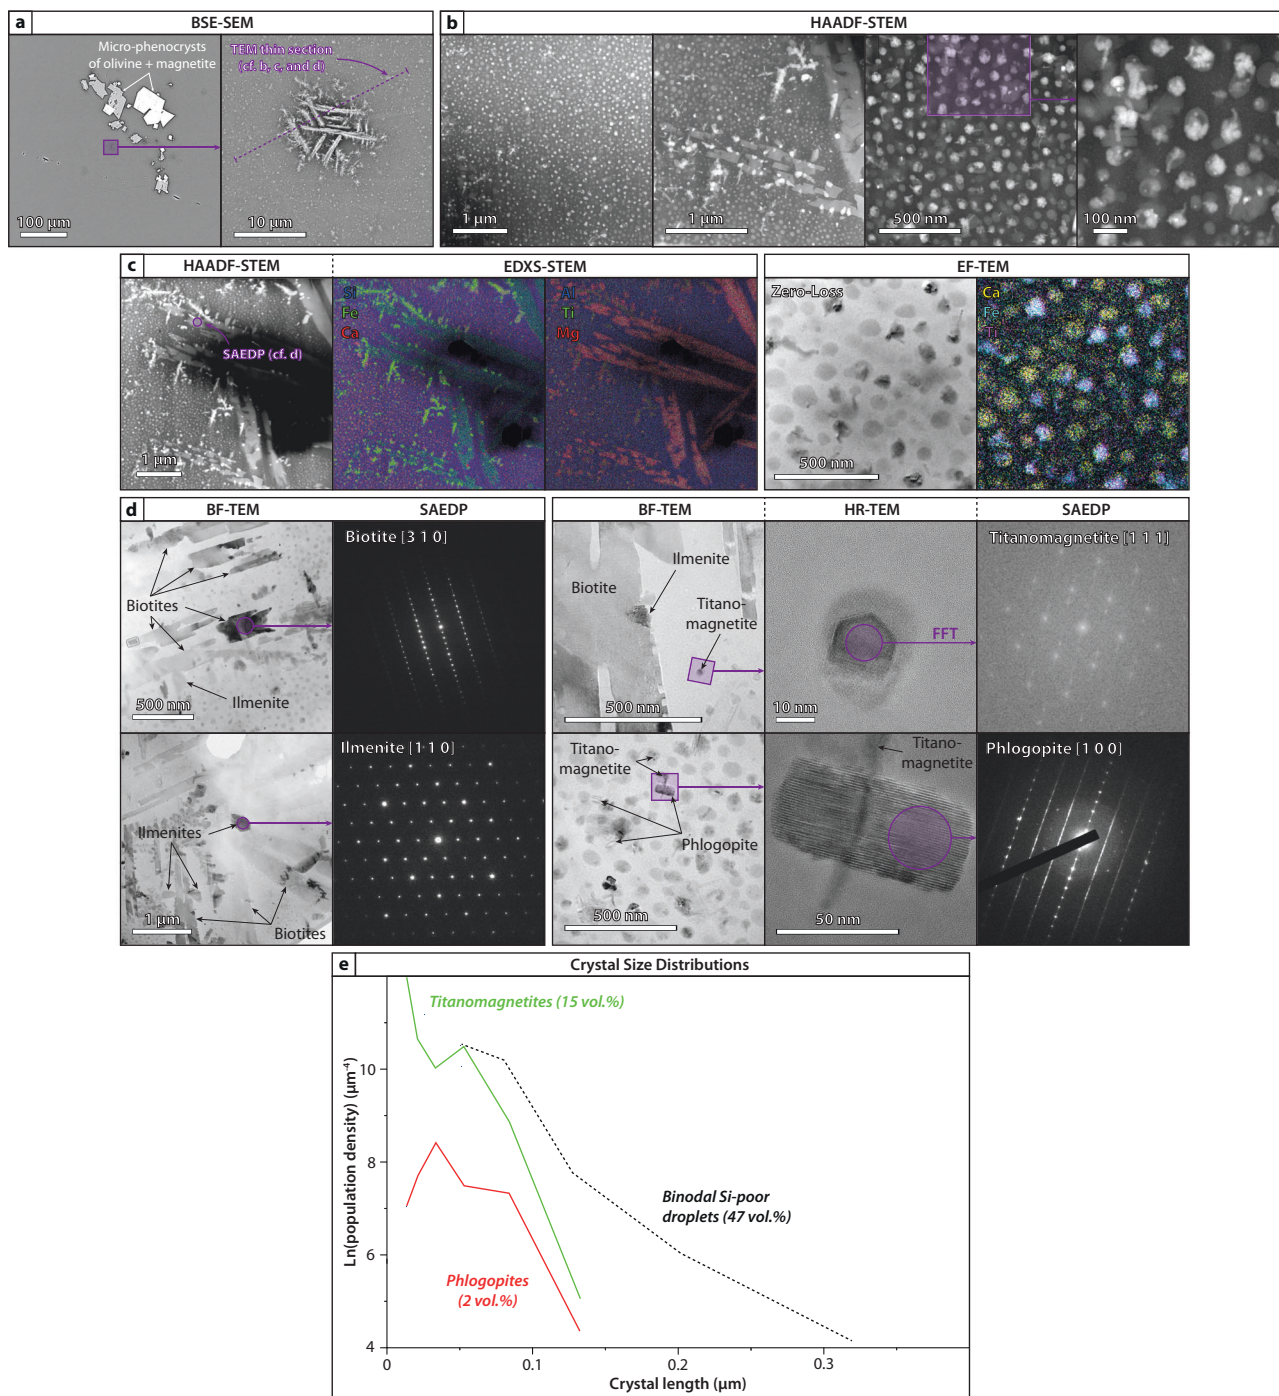 a
BSE-SEM
Micro-phenocrysts
of olivine + magnetite
100 µm
TEM thin section
(cf. b, c, and d)
10 µm
b
HAADF-STEM
1 µm
1 µm
500 nm
100 nm
c
HAADF-STEM
EDXS-STEM
SAEDP (cf. d)
1 µm
Si
Fe
Ca
Al
Ti
Mg
EF-TEM
Zero-Loss
500 nm
Ca
Fe
Ti
d
BF-TEM
SAEDP
Biotites
Ilmenite
500 nm
Biotite [3 1 0]
Ilmenites
Biotites
1 µm
Ilmenite [1 1 0]
BF-TEM
HR-TEM
SAEDP
Biotite
Ilmenite
Titano-
magnetite
500 nm
FFT
10 nm
Titanomagnetite [1 1 1]
Titano-
magnetite
Phlogopite
500 nm
Titano-
magnetite
50 nm
Phlogopite [1 0 0]
e
Crystal Size Distributions
Titanomagnetites (15 vol.%)
Binodal Si-poor
droplets (47 vol.%)
Phlogopites
(2 vol.%)
Ln(population density) (µm⁻⁴)
10
8
6
4
0
0.1
0.2
0.3
Crystal length (µm)